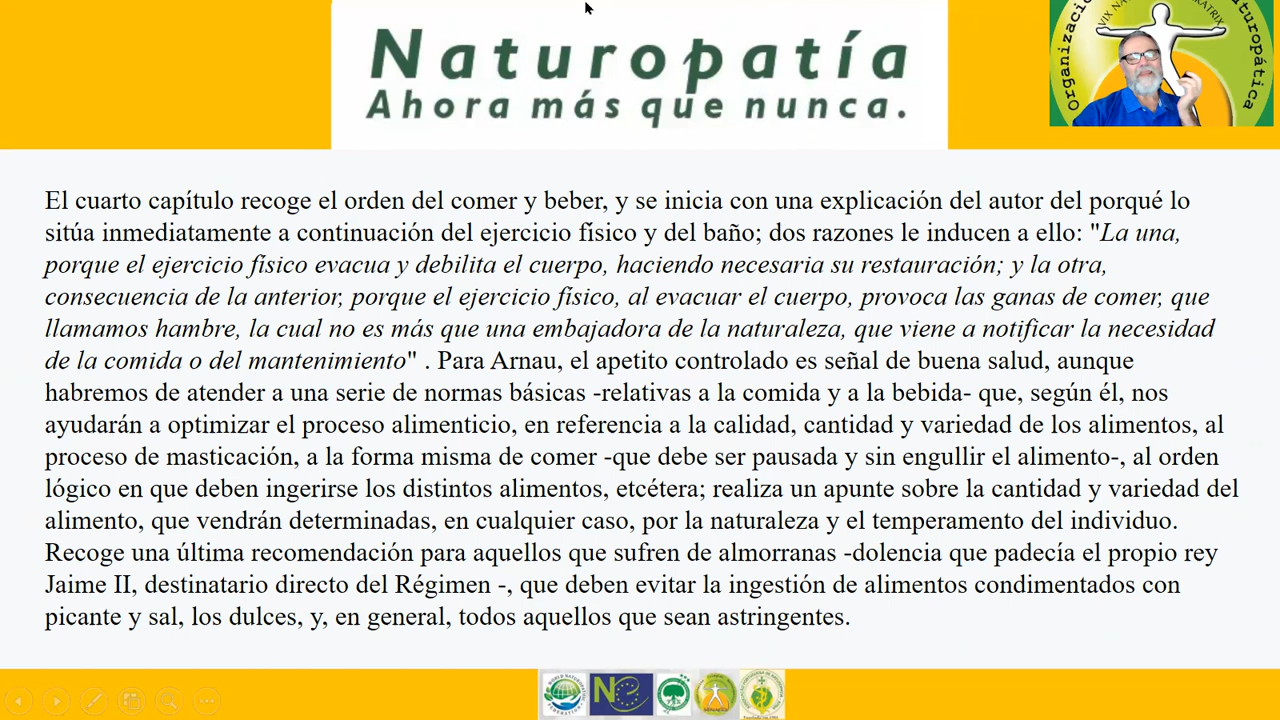 Naturopatía
Ahora más que nunca.
Organizació
VIX NA
ERATRIX
turopática
El cuarto capítulo recoge el orden del comer y beber, y se inicia con una explicación del autor del porqué lo
sitúa inmediatamente a continuación del ejercicio físico y del baño; dos razones le inducen a ello: "La una,
porque el ejercicio físico evacua y debilita el cuerpo, haciendo necesaria su restauración; y la otra,
consecuencia de la anterior, porque el ejercicio físico, al evacuar el cuerpo, provoca las ganas de comer, que
llamamos hambre, la cual no es más que una embajadora de la naturaleza, que viene a notificar la necesidad
de la comida o del mantenimiento" . Para Arnau, el apetito controlado es señal de buena salud, aunque
habremos de atender a una serie de normas básicas -relativas a la comida y a la bebida- que, según él, nos
ayudarán a optimizar el proceso alimenticio, en referencia a la calidad, cantidad y variedad de los alimentos, al
proceso de masticación, a la forma misma de comer -que debe ser pausada y sin engullir el alimento-, al orden
lógico en que deben ingerirse los distintos alimentos, etcétera; realiza un apunte sobre la cantidad y variedad del
alimento, que vendrán determinadas, en cualquier caso, por la naturaleza y el temperamento del individuo.
Recoge una última recomendación para aquellos que sufren de almorranas -dolencia que padecía el propio rey
Jaime II, destinatario directo del Régimen -, que deben evitar la ingestión de alimentos condimentados con
picante y sal, los dulces, y, en general, todos aquellos que sean astringentes.